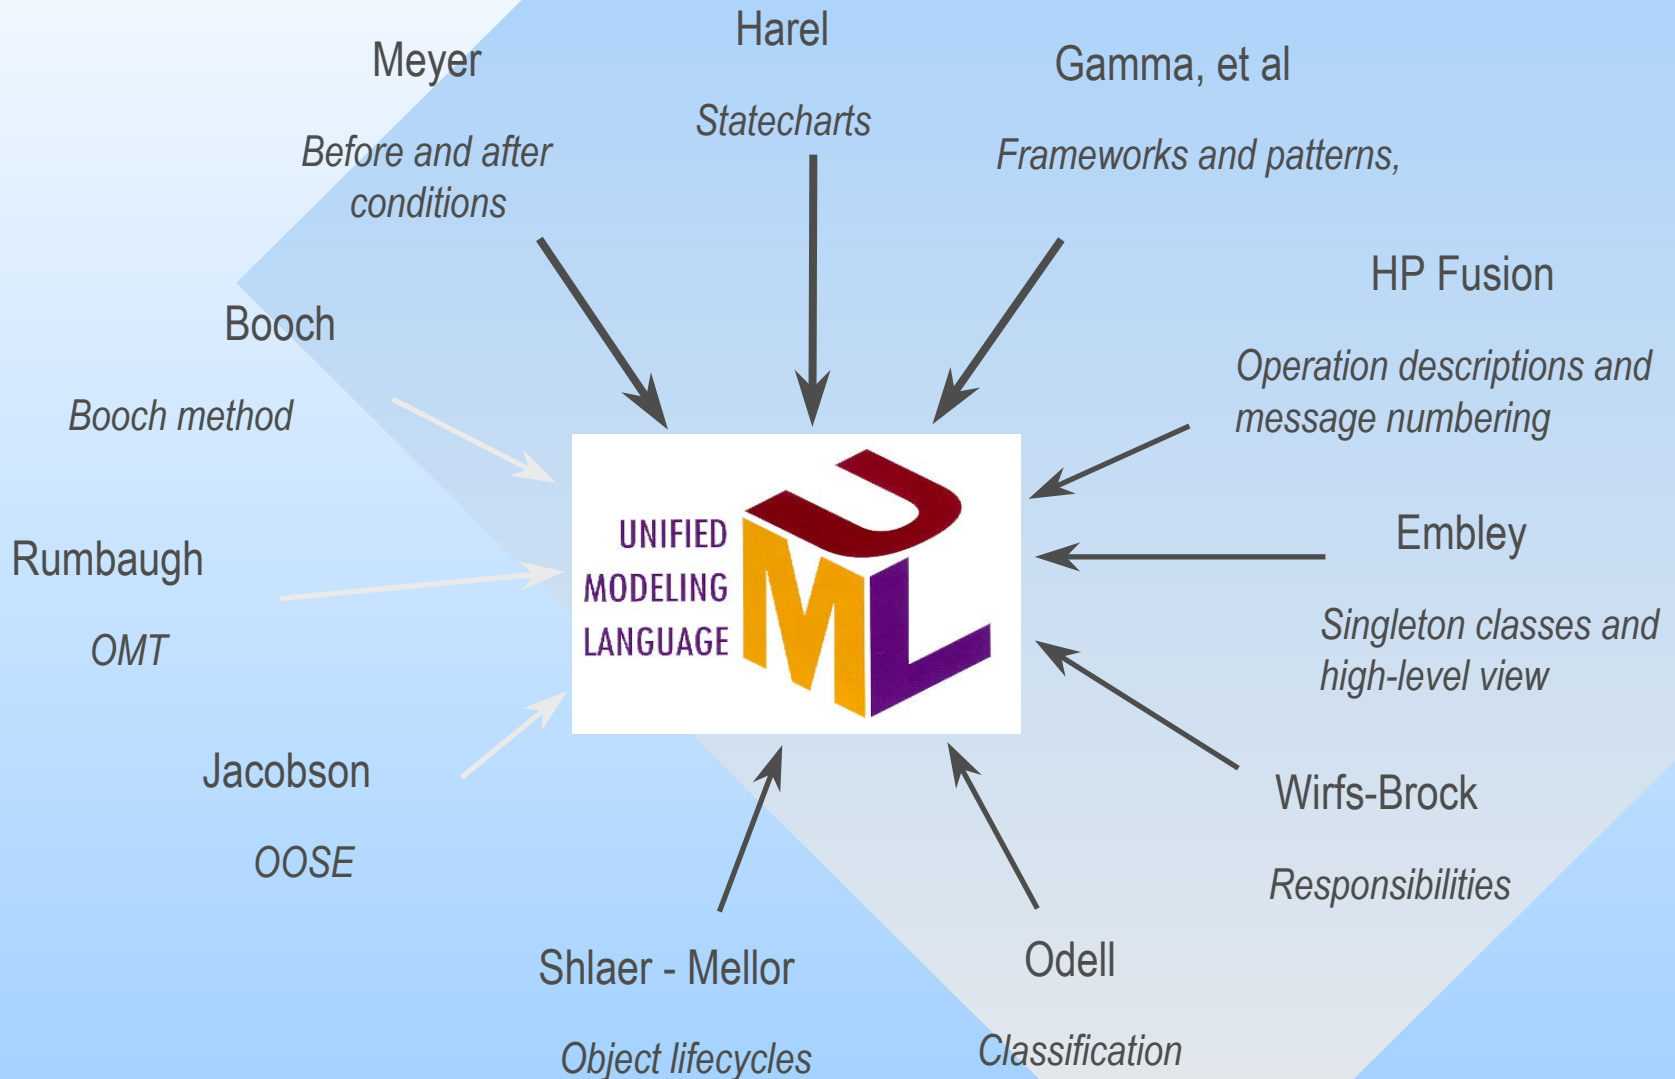 Harel
Statecharts
Meyer
Before and after
conditions
Gamma, et al
Frameworks and patterns,
HP Fusion
Operation descriptions and
message numbering
Booch
Booch method
Embley
Singleton classes and
high-level view
Rumbaugh
OMT
UNIFIED
MODELING
LANGUAGE
UML
Jacobson
OOSE
Wirfs-Brock
Responsibilities
Shlaer - Mellor
Object lifecycles
Odell
Classification